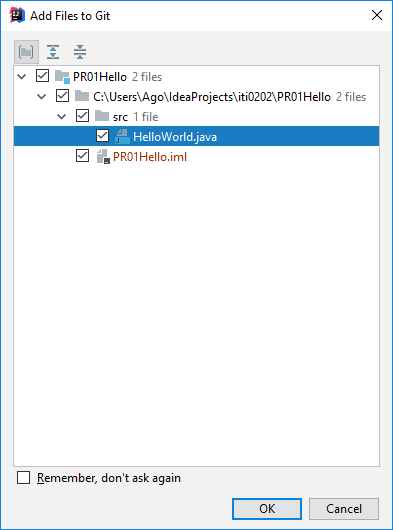 Add Files to Git
PR01Hello 2 files
C:\Users\Ago\IdeaProjects\iti0202\PR01Hello 2 files
src 1 file
HelloWorld.java
PR01Hello.iml
Remember, don't ask again
OK Cancel